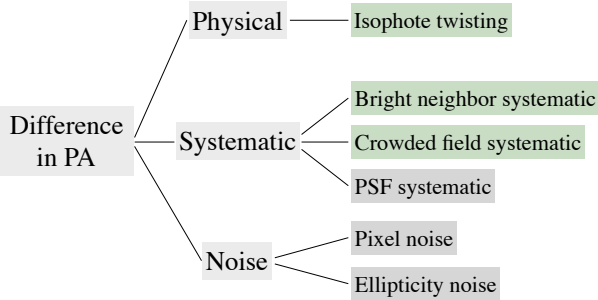 Difference
in PA
Physical
Isophote twisting
Systematic
Bright neighbor systematic
Crowded field systematic
PSF systematic
Noise
Pixel noise
Ellipticity noise